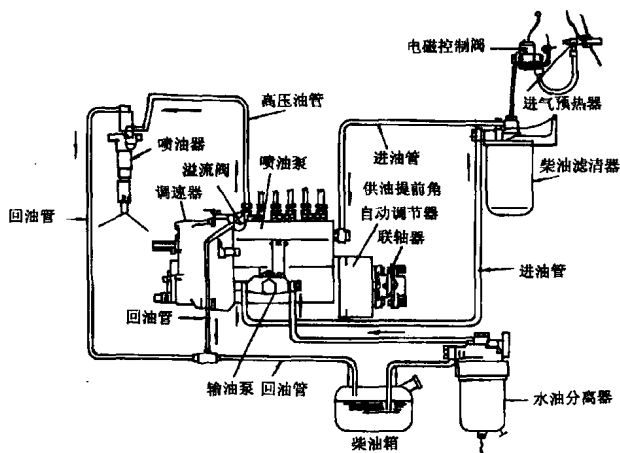 电磁控制阀
进气预热器
高压油管
喷油器
溢流阀
喷油泵
进油管
柴油滤清器
调速器
供油提前角
自动调节器
联轴器
回油管
进油管
回油管
输油泵
回油管
柴油箱
水油分离器